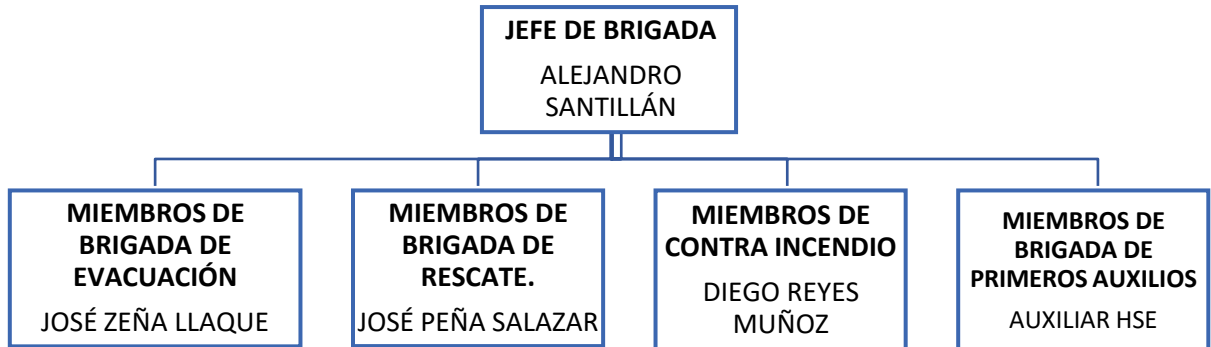 JEFE DE BRIGADA
ALEJANDRO
SANTILLÁN
MIEMBROS DE
BRIGADA DE
EVACUACIÓN
JOSÉ ZEÑA LLAQUE
MIEMBROS DE
BRIGADA DE
RESCATE.
JOSÉ PEÑA SALAZAR
MIEMBROS DE
CONTRA INCENDIO
DIEGO REYES
MUÑOZ
MIEMBROS DE
BRIGADA DE
PRIMEROS AUXILIOS
AUXILIAR HSE